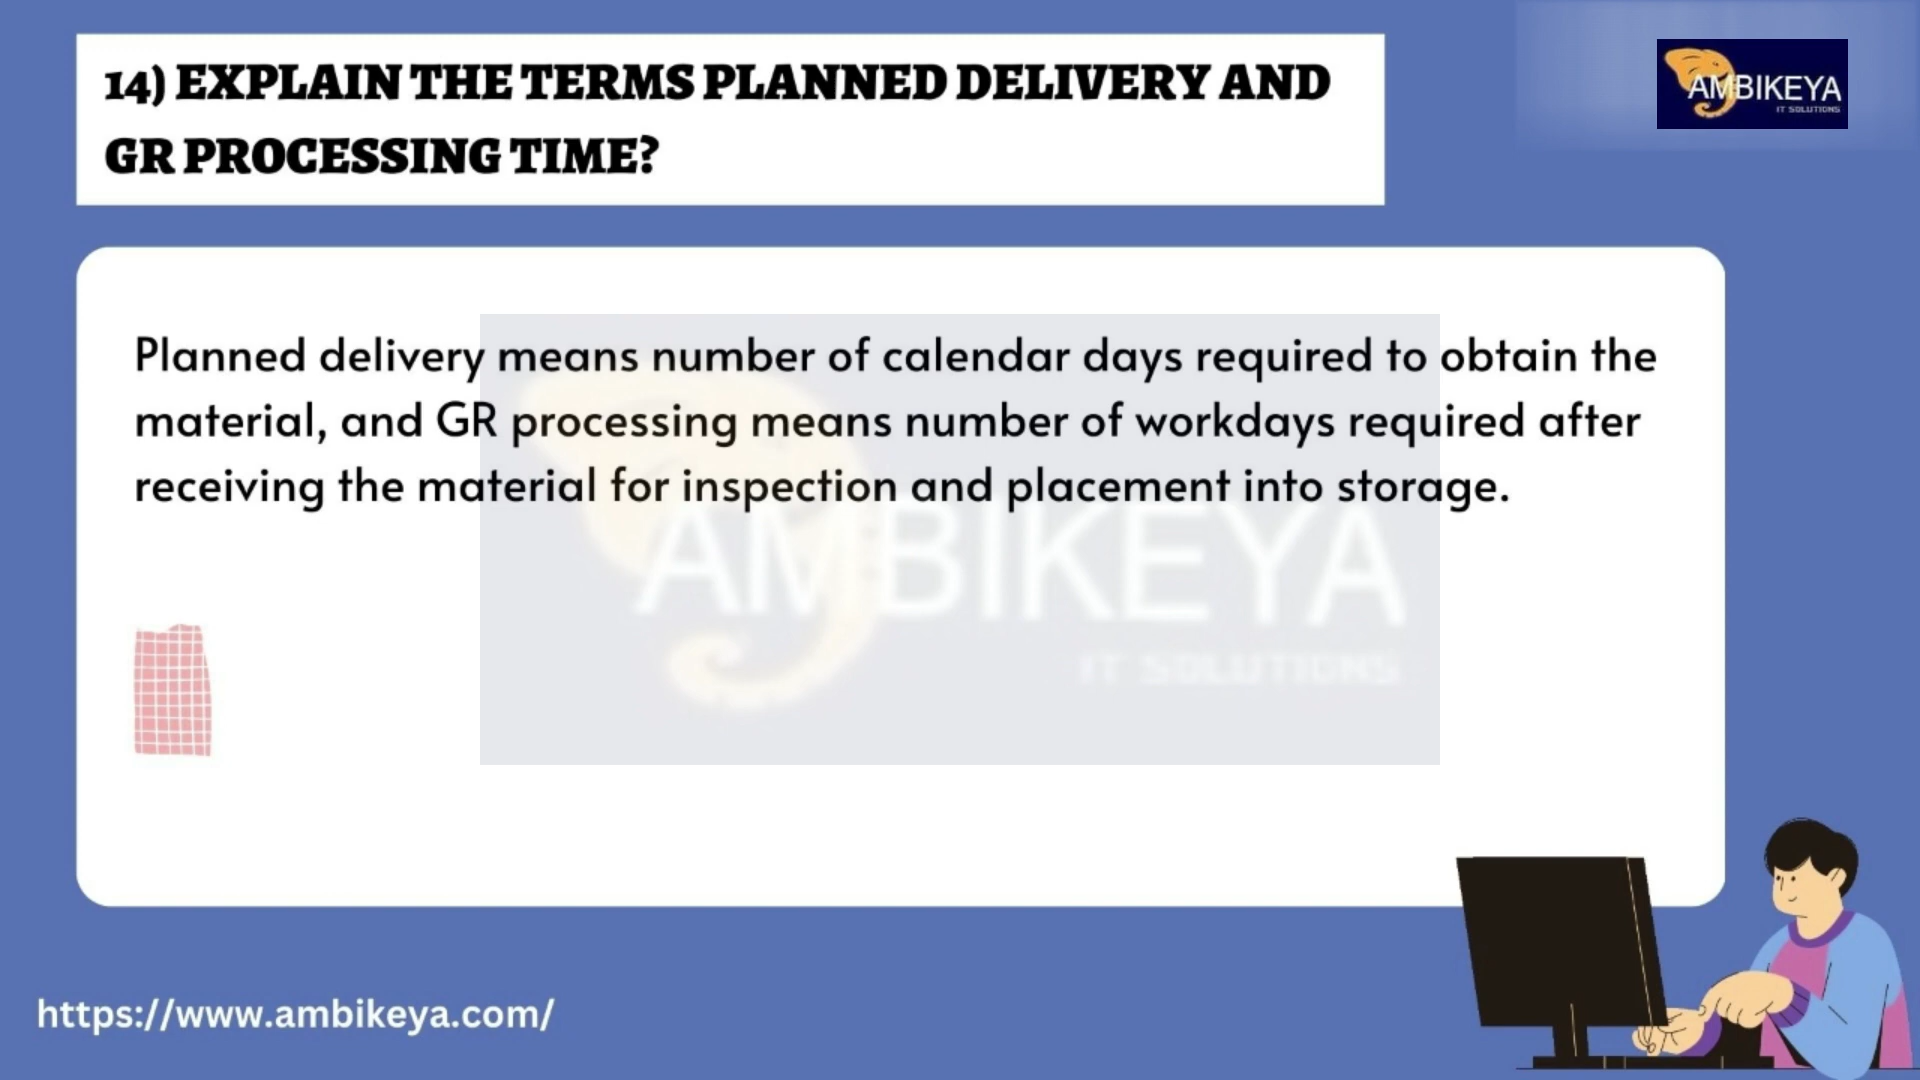 14) EXPLAIN THE TERMS PLANNED DELIVERY AND
GR PROCESSING TIME?
AMBIKEYA
IT SOLUTIONS
Planned delivery means number of calendar days required to obtain the
material, and GR processing means number of workdays required after
receiving the material for inspection and placement into storage.
AMBIKEYA
IT SOLUTIONS
https://www.ambikeya.com/